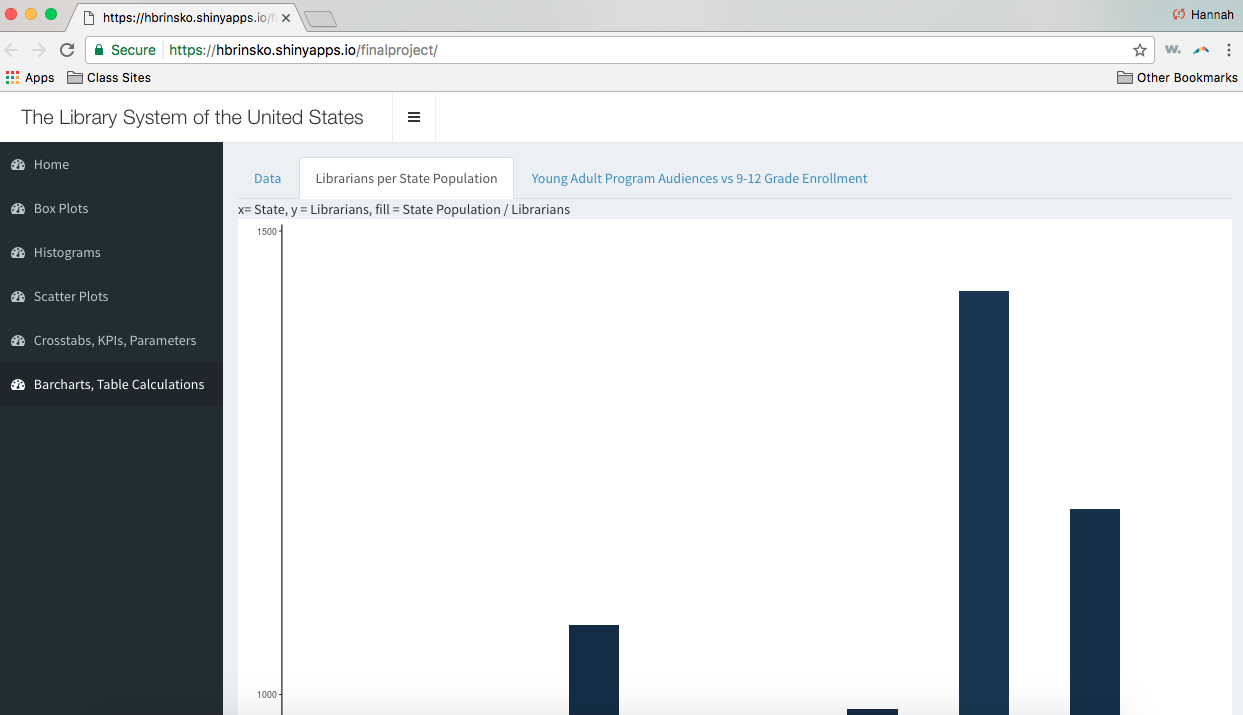 https://hbrinsko.shinyapps.io/f
Hannah
Secure https://hbrinsko.shinyapps.io/finalproject/
W.
Apps Class Sites Other Bookmarks
The Library System of the United States
Home
Box Plots
Histograms
Scatter Plots
Crosstabs, KPIs, Parameters
Barcharts, Table Calculations
Data Librarians per State Population Young Adult Program Audiences vs 9-12 Grade Enrollment
x= State, y = Librarians, fill = State Population / Librarians
1500
1000